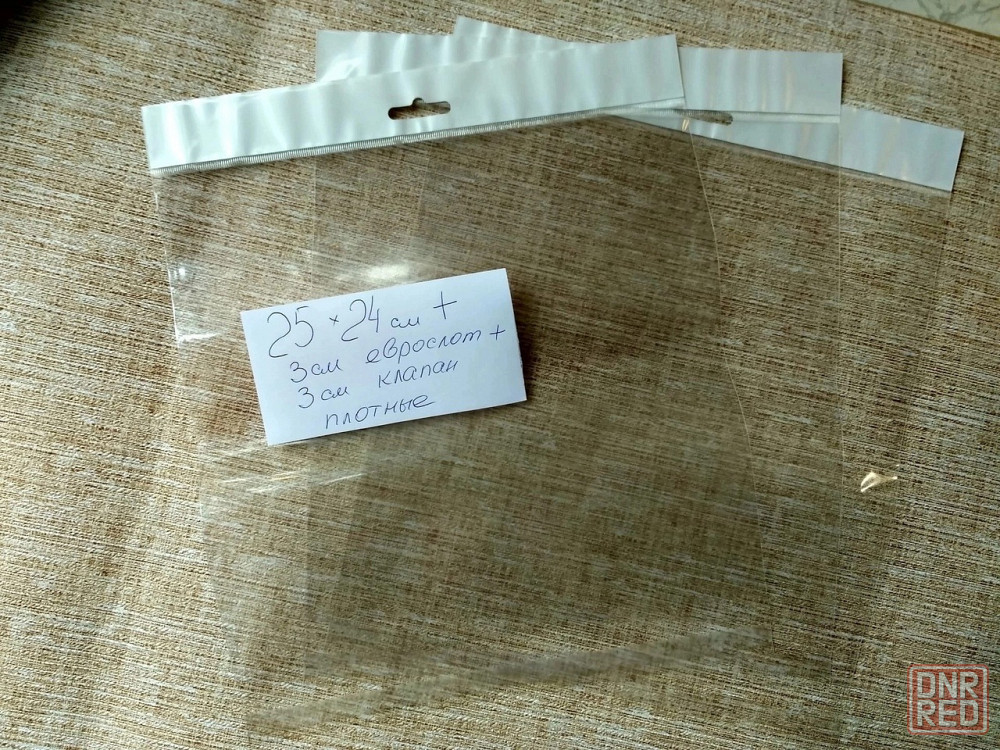 25 × 24 см +
3 см еврослот +
3 см клапан
плотные
DNR
RED